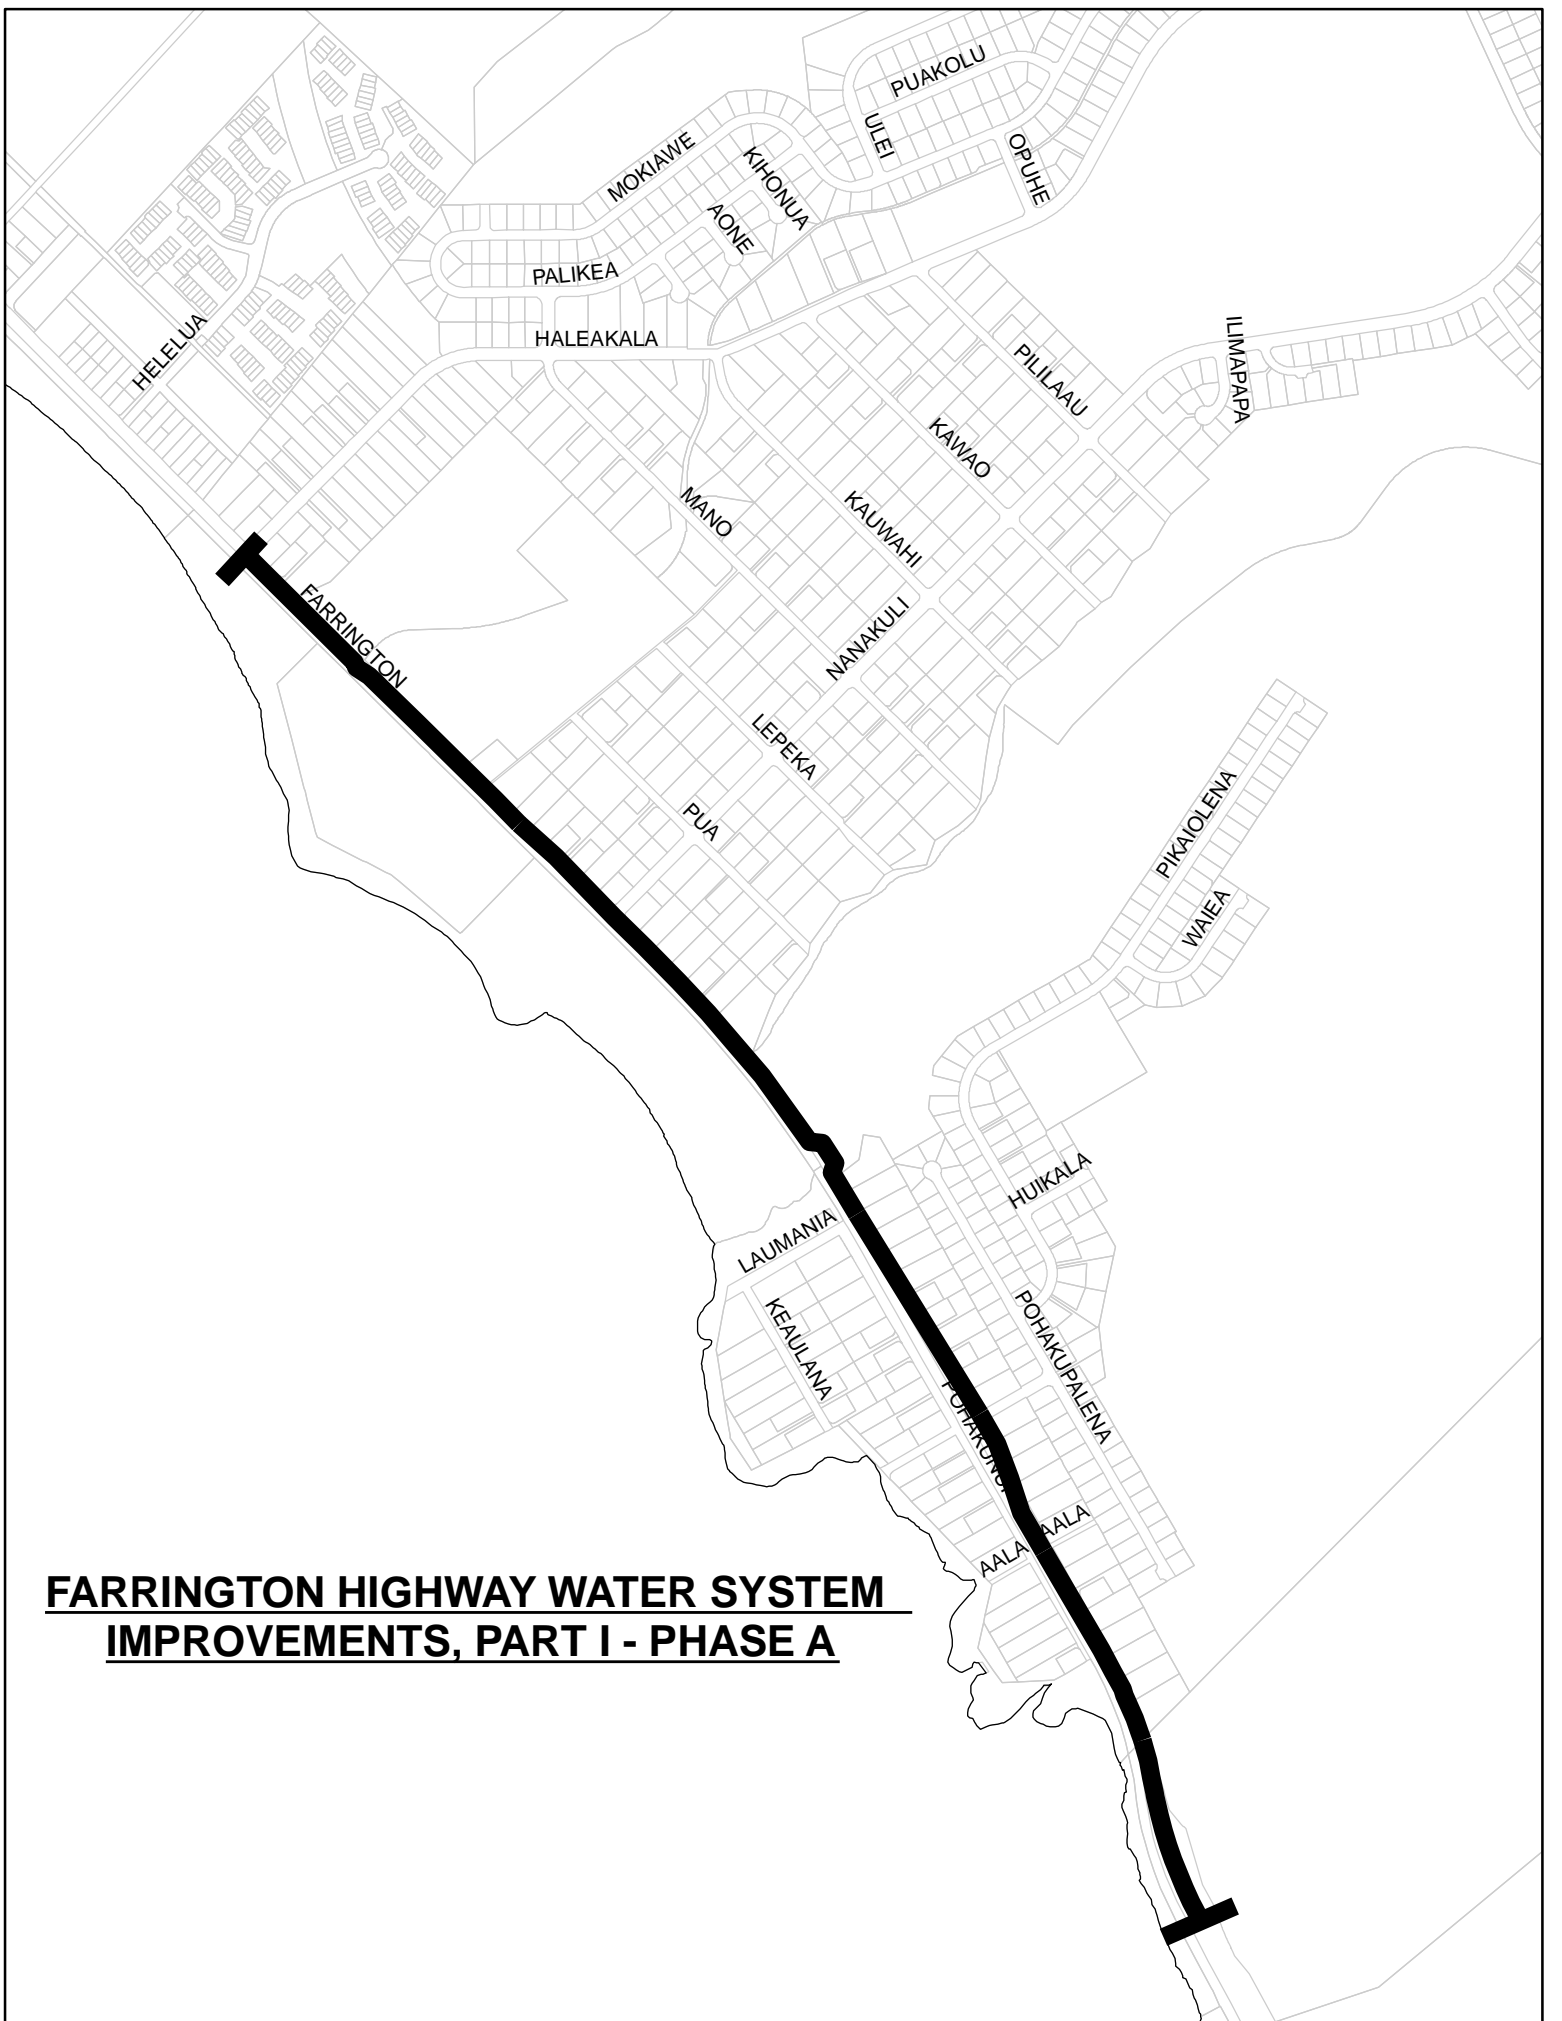 PUAKOLU
ULEI
OPUHE
MOKIAWE
KIHONUA
AONE
PALIKEA
HALEAKALA
HELELUA
PILILAAU
ILIMAPAPA
KAWAO
MANO
KAUWAHI
NANAKULI
FARRINGTON
LEPEKA
PUA
PIKAIOLENA
WAIEA
HUIKALA
LAUMANIA
KEAULANA
POHAKUPALENA
AALA
AALA
FARRINGTON HIGHWAY WATER SYSTEM
IMPROVEMENTS, PART I - PHASE A